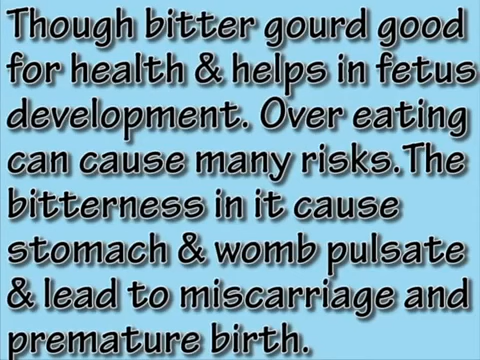 Though bitter gourd good
for health & helps in fetus
development. Over eating
can cause many risks.The
bitterness in it cause
stomach & womb pulsate
& lead to miscarriage and
premature birth.